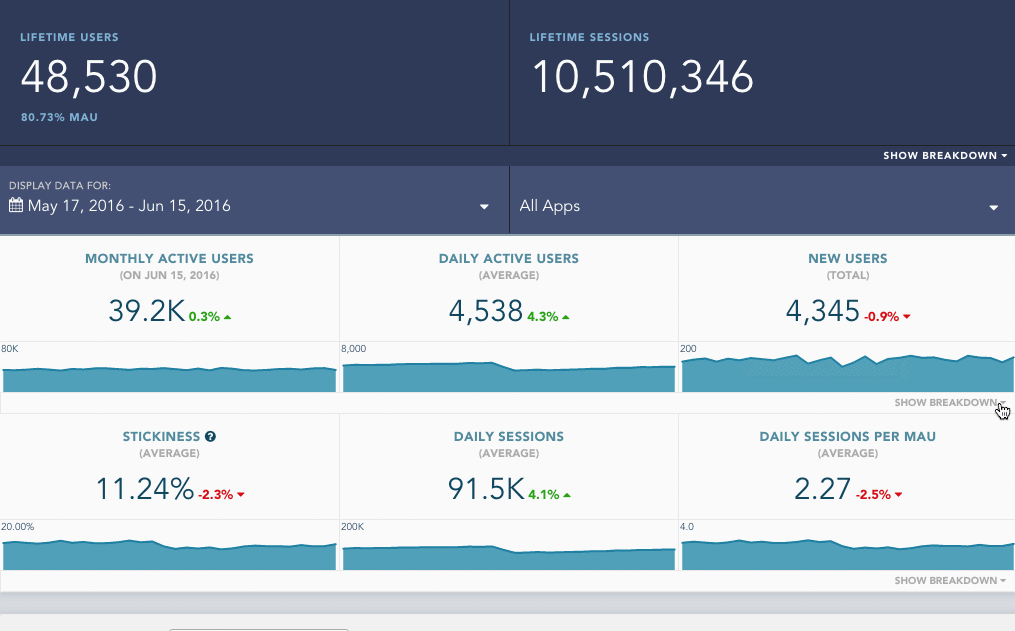 LIFETIME USERS
48,530
80.73% MAU
LIFETIME SESSIONS
10,510,346
SHOW BREAKDOWN
DISPLAY DATA FOR:
May 17, 2016 - Jun 15, 2016
All Apps
MONTHLY ACTIVE USERS
(ON JUN 15, 2016)
39.2K 0.3%
80K
DAILY ACTIVE USERS
(AVERAGE)
4,538 4.3%
8,000
NEW USERS
(TOTAL)
4,345 -0.9%
200
SHOW BREAKDOWN
STICKINESS ?
(AVERAGE)
11.24% -2.3%
20.00%
DAILY SESSIONS
(AVERAGE)
91.5K 4.1%
200K
DAILY SESSIONS PER MAU
(AVERAGE)
2.27 -2.5%
4.0
SHOW BREAKDOWN